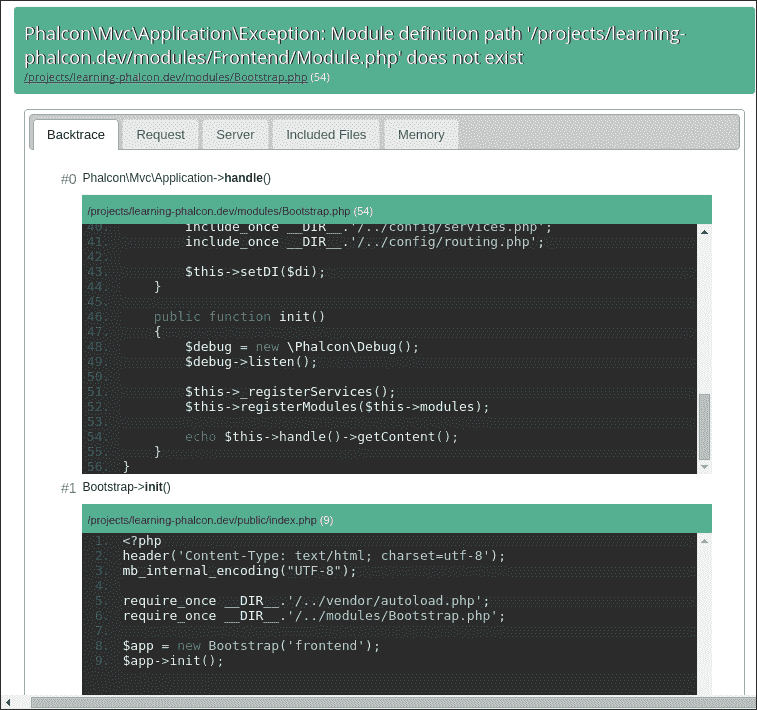 Phalcon\Mvc\Application\Exception: Module definition path '/projects/learning-
phalcon.dev/modules/Frontend/Module.php' does not exist
/projects/learning-phalcon.dev/modules/Bootstrap.php (54)
Backtrace Request Server Included Files Memory
#0 Phalcon\Mvc\Application->handle()
/projects/learning-phalcon.dev/modules/Bootstrap.php (54)
40. include_once __DIR__.'/../config/services.php';
41. include_once __DIR__.'/../config/routing.php';
42.
43. $this->setDI($di);
44. }
45.
46. public function init()
47. {
48. $debug = new \Phalcon\Debug();
49. $debug->listen();
50.
51. $this->_registerServices();
52. $this->registerModules($this->modules);
53.
54. echo $this->handle()->getContent();
55. }
56. }
#1 Bootstrap->init()
/projects/learning-phalcon.dev/public/index.php (9)
1. <?php
2. header('Content-Type: text/html; charset=utf-8');
3. mb_internal_encoding("UTF-8");
4.
5. require_once __DIR__.'/../vendor/autoload.php';
6. require_once __DIR__.'/../modules/Bootstrap.php';
7.
8. $app = new Bootstrap('frontend');
9. $app->init();